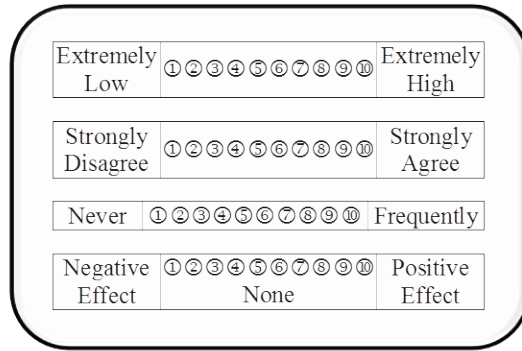 Extremely Low ①②③④⑤⑥⑦⑧⑨⑩ Extremely High
Strongly Disagree ①②③④⑤⑥⑦⑧⑨⑩ Strongly Agree
Never ①②③④⑤⑥⑦⑧⑨⑩ Frequently
Negative Effect ①②③④⑤⑥⑦⑧⑨⑩ None Positive Effect